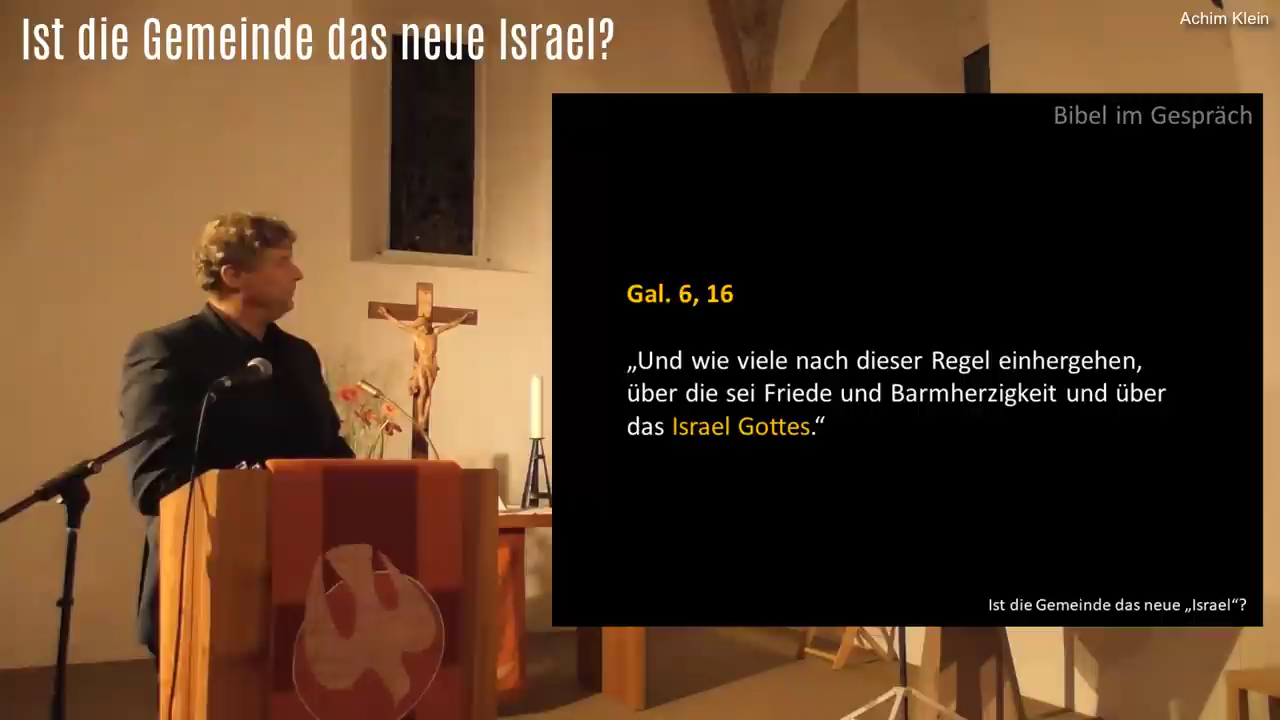 Ist die Gemeinde das neue Israel?
Achim Klein
Bibel im Gespräch
Gal. 6, 16
„Und wie viele nach dieser Regel einhergehen,
über die sei Friede und Barmherzigkeit und über
das Israel Gottes.“
Ist die Gemeinde das neue „Israel“?